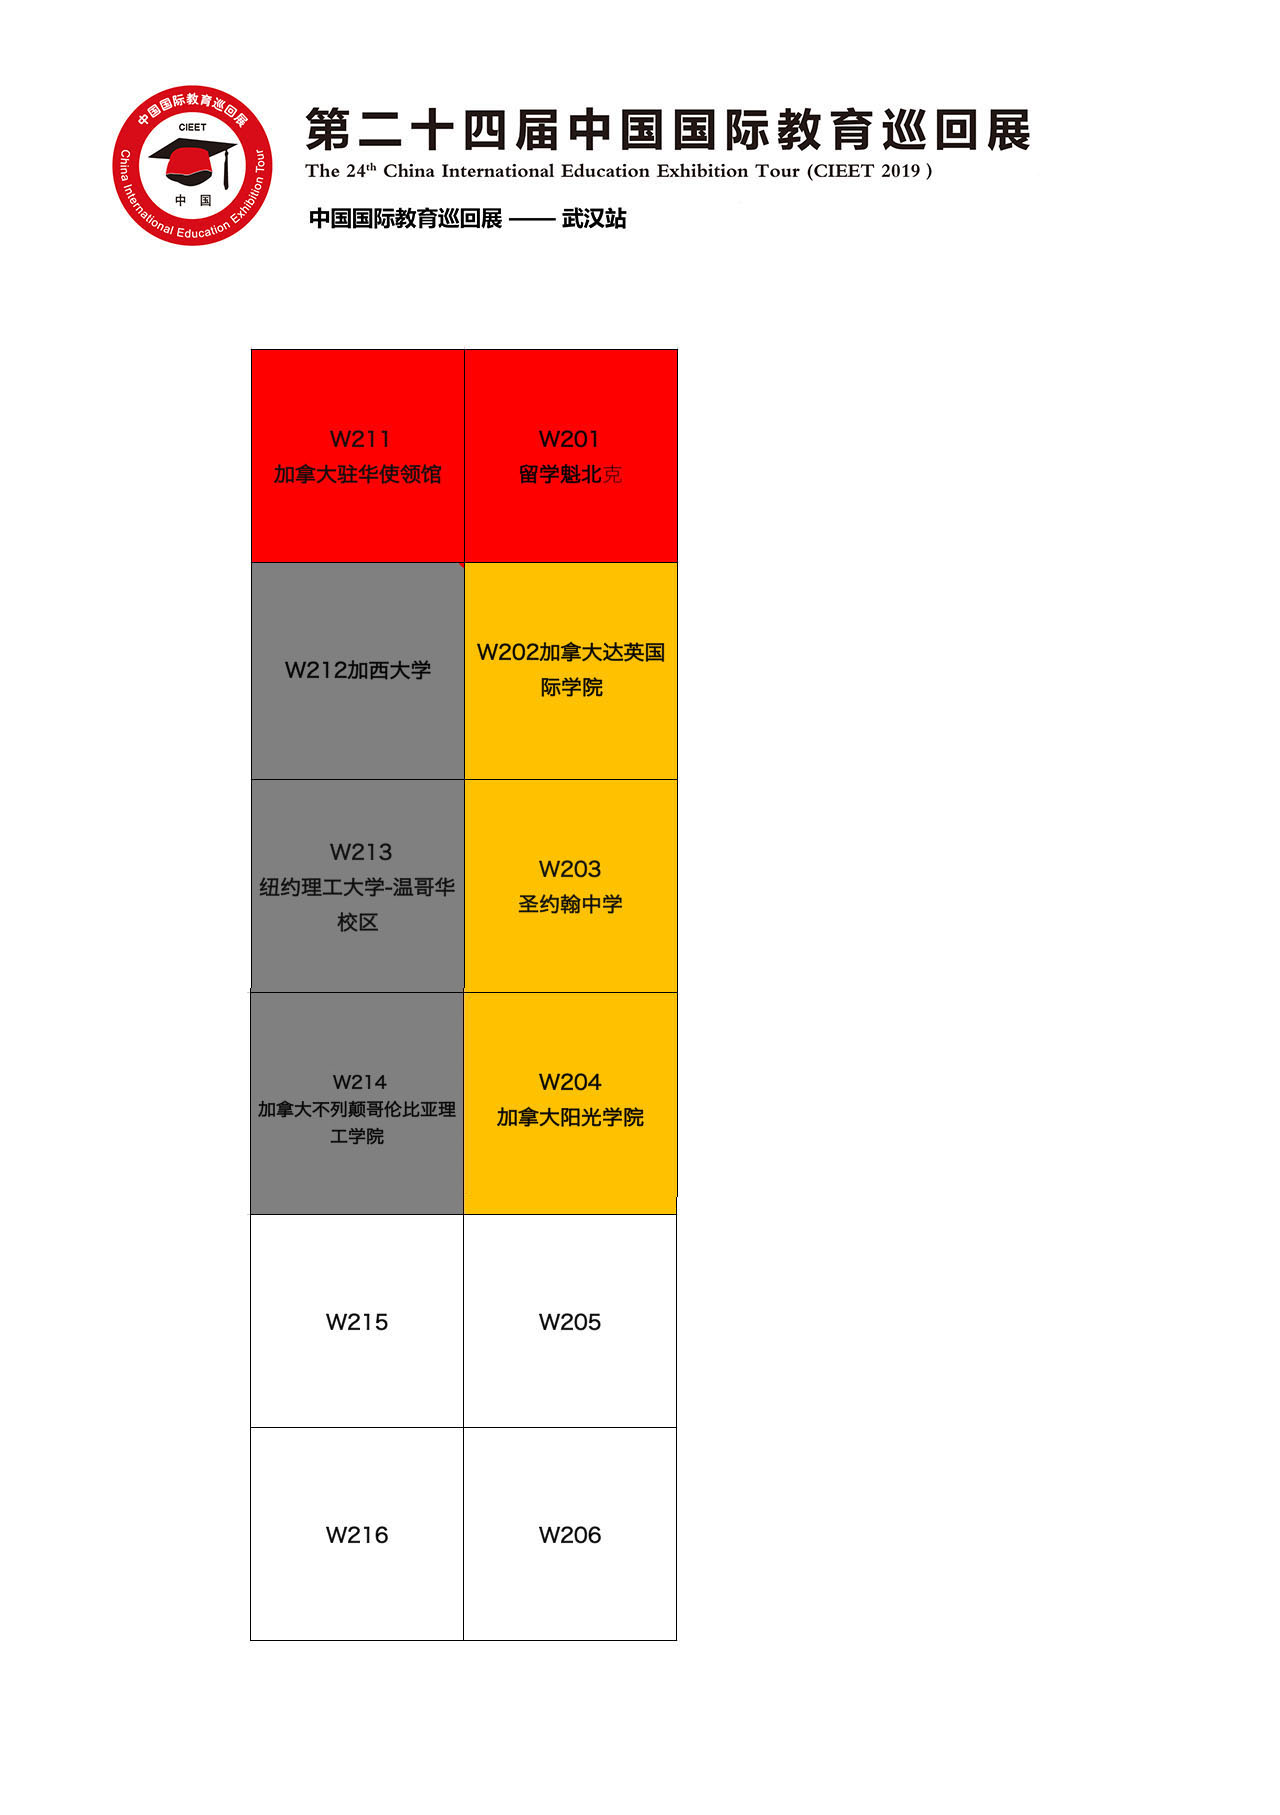 中国国际教育巡回展
CIEET
中 国
China International Education Exhibition Tour
第二十四届中国国际教育巡回展
The 24th China International Education Exhibition Tour (CIEET 2019 )
中国国际教育巡回展 —— 武汉站
W211
加拿大驻华使领馆
W201
留学魁北克
W212加西大学
W202加拿大达英国
际学院
W213
纽约理工大学-温哥华
校区
W203
圣约翰中学
W214
加拿大不列颠哥伦比亚理
工学院
W204
加拿大阳光学院
W215
W205
W216
W206